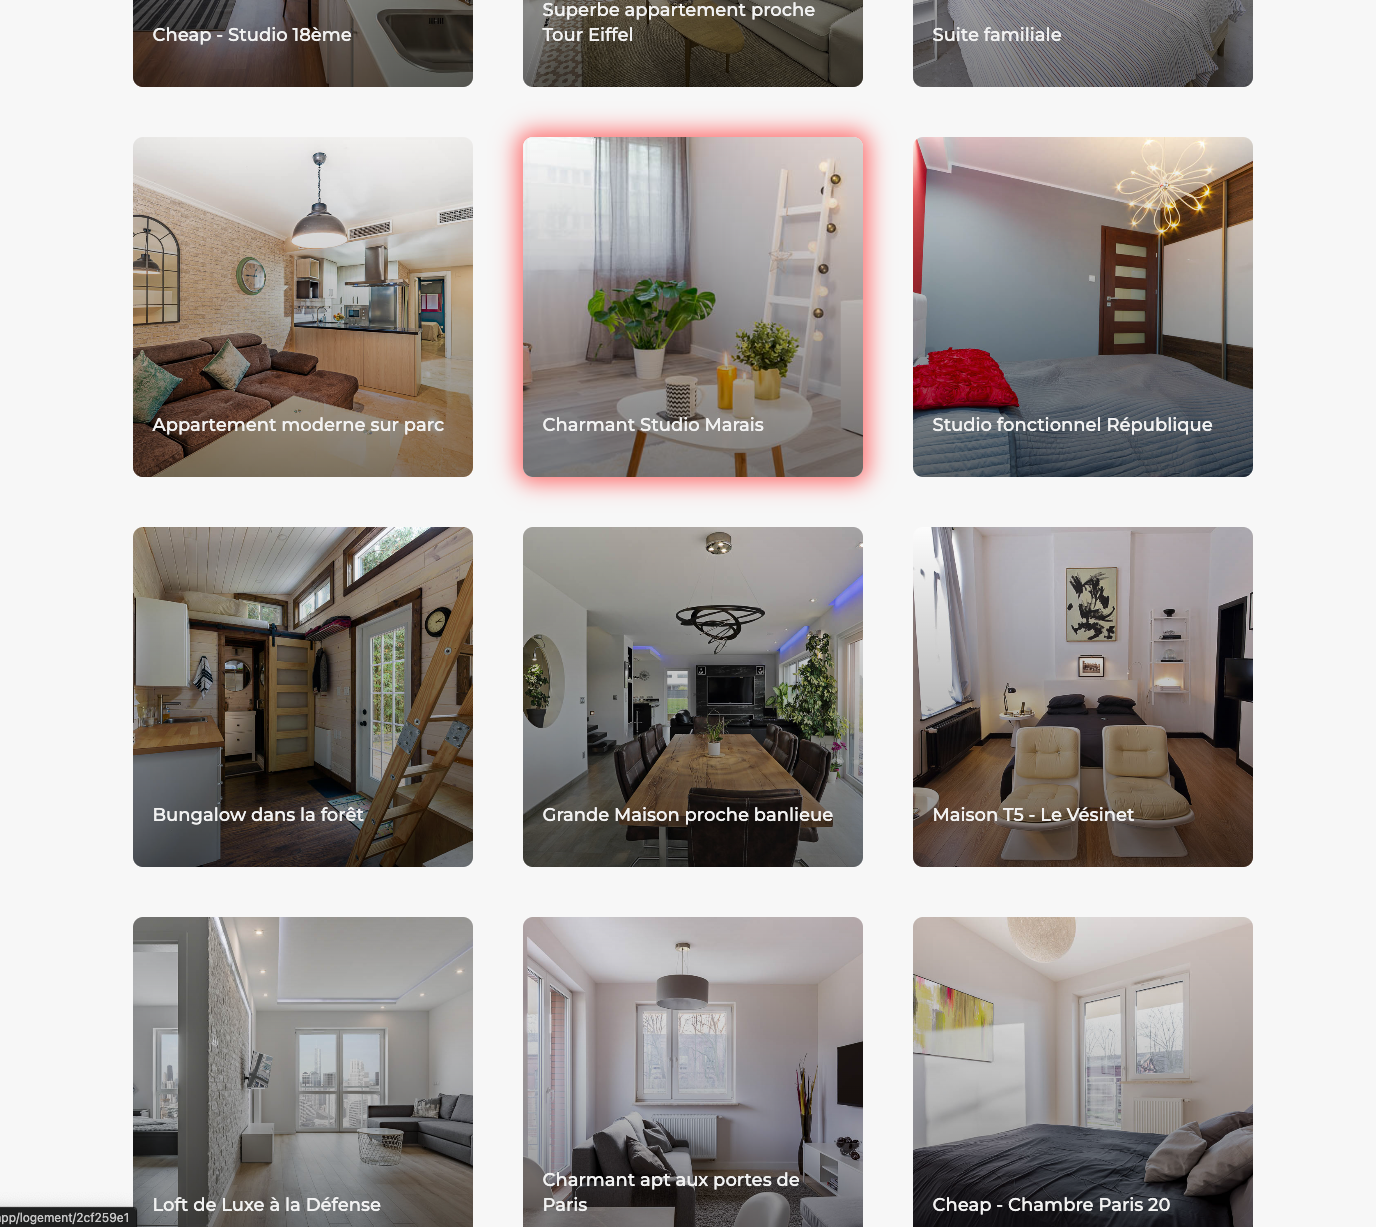 Cheap - Studio 18ème
Superbe appartement proche
Tour Eiffel
Suite familiale
Appartement moderne sur parc
Charmant Studio Marais
Studio fonctionnel République
Bungalow dans la forêt
Grande Maison proche banlieue
Maison T5 - Le Vésinet
Loft de Luxe à la Défense
Charmant apt aux portes de
Paris
Cheap - Chambre Paris 20
app/logement/2cf259e1